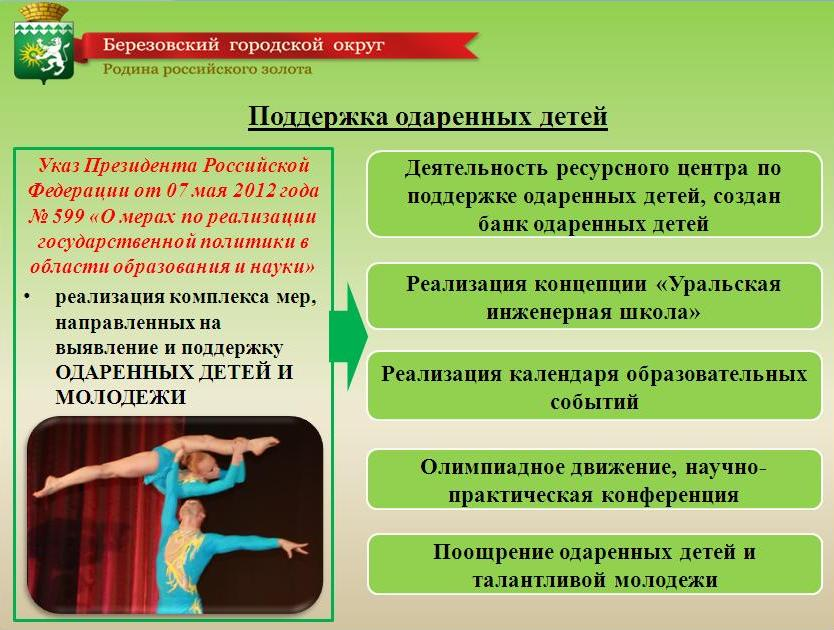 Березовский городской округ
Родина российского золота
Поддержка одаренных детей
Указ Президента Российской
Федерации от 07 мая 2012 года
№ 599 «О мерах по реализации
государственной политики в
области образования и науки»
• реализация комплекса мер,
направленных на
выявление и поддержку
ОДАРЕННЫХ ДЕТЕЙ И
МОЛОДЕЖИ
Деятельность ресурсного центра по
поддержке одаренных детей, создан
банк одаренных детей
Реализация концепции «Уральская
инженерная школа»
Реализация календаря образовательных
событий
Олимпиадное движение, научно-
практическая конференция
Поощрение одаренных детей и
талантливой молодежи